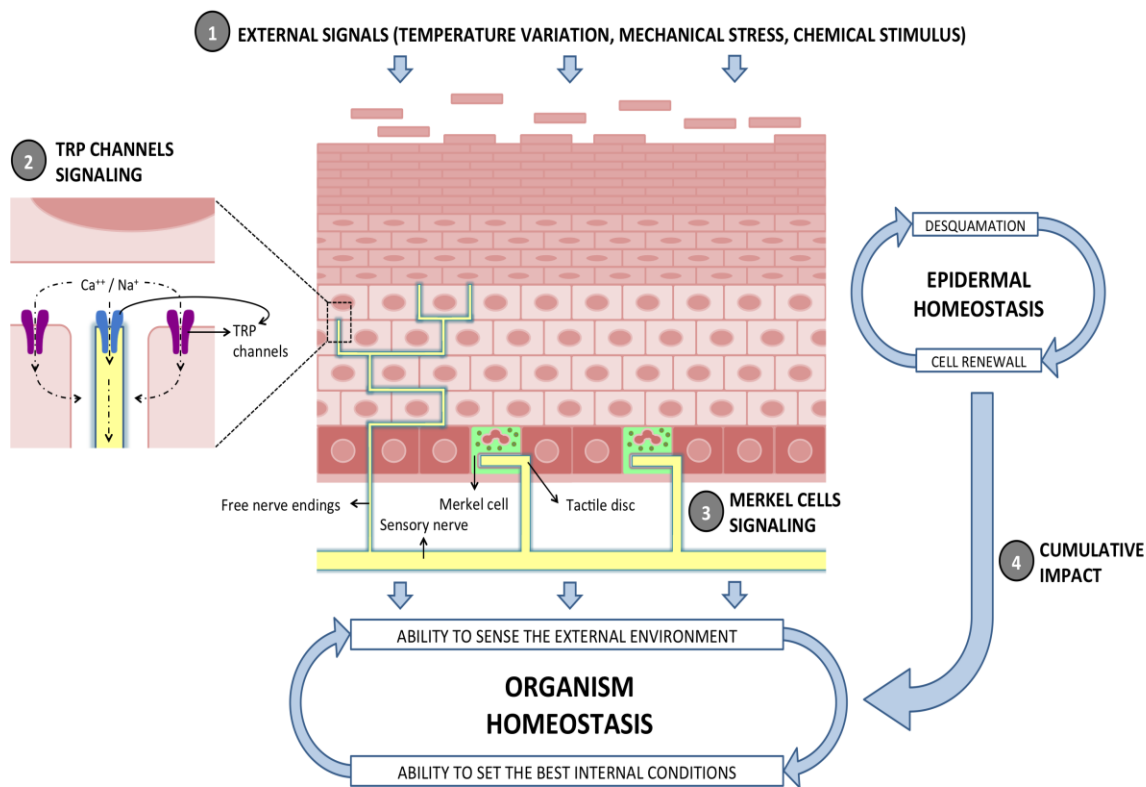 1 EXTERNAL SIGNALS (TEMPERATURE VARIATION, MECHANICAL STRESS, CHEMICAL STIMULUS)
2 TRP CHANNELS
SIGNALING
Ca⁺⁺ / Na⁺
TRP
channels
DESQUAMATION
EPIDERMAL
HOMEOSTASIS
CELL RENEWALL
Free nerve endings
Merkel cell
Tactile disc
Sensory nerve
3 MERKEL CELLS
SIGNALING
4 CUMULATIVE
IMPACT
ABILITY TO SENSE THE EXTERNAL ENVIRONMENT
ORGANISM
HOMEOSTASIS
ABILITY TO SET THE BEST INTERNAL CONDITIONS